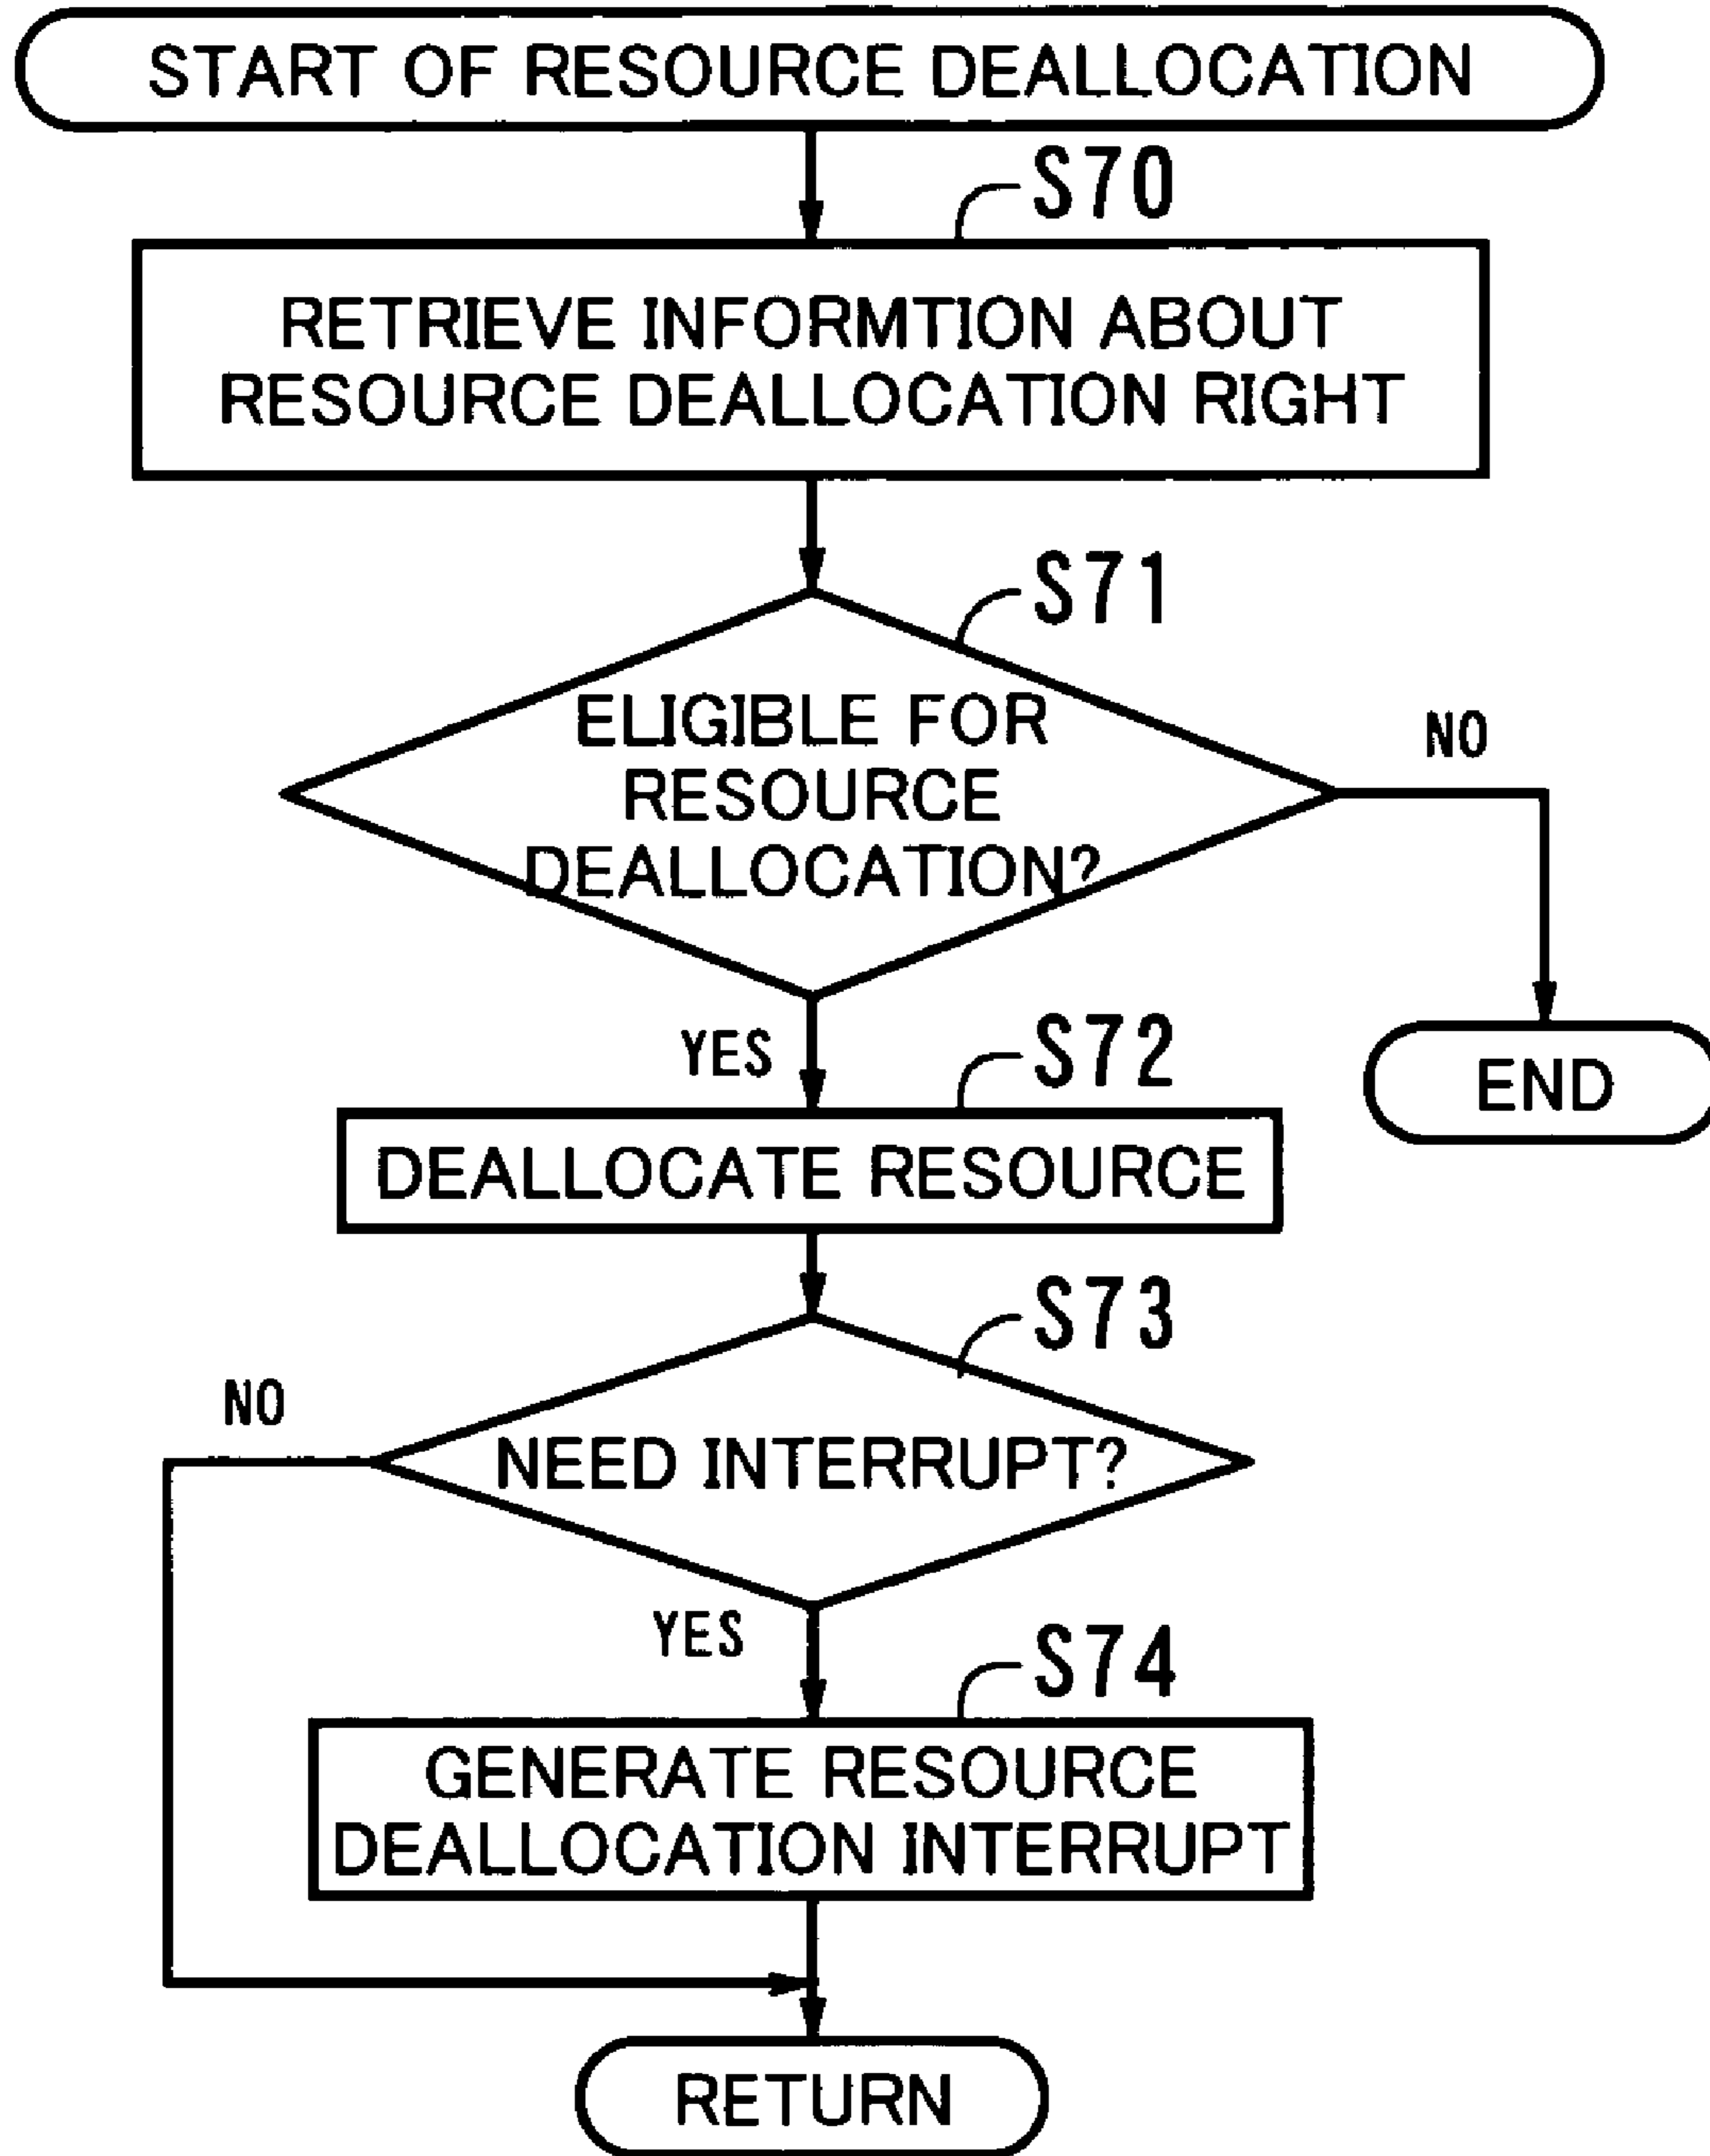 START OF RESOURCE DEALLOCATION
S70
RETRIEVE INFORMTION ABOUT
RESOURCE DEALLOCATION RIGHT
S71
ELIGIBLE FOR
RESOURCE
DEALLOCATION?
NO
YES
S72
END
DEALLOCATE RESOURCE
S73
NO
NEED INTERRUPT?
YES
S74
GENERATE RESOURCE
DEALLOCATION INTERRUPT
RETURN